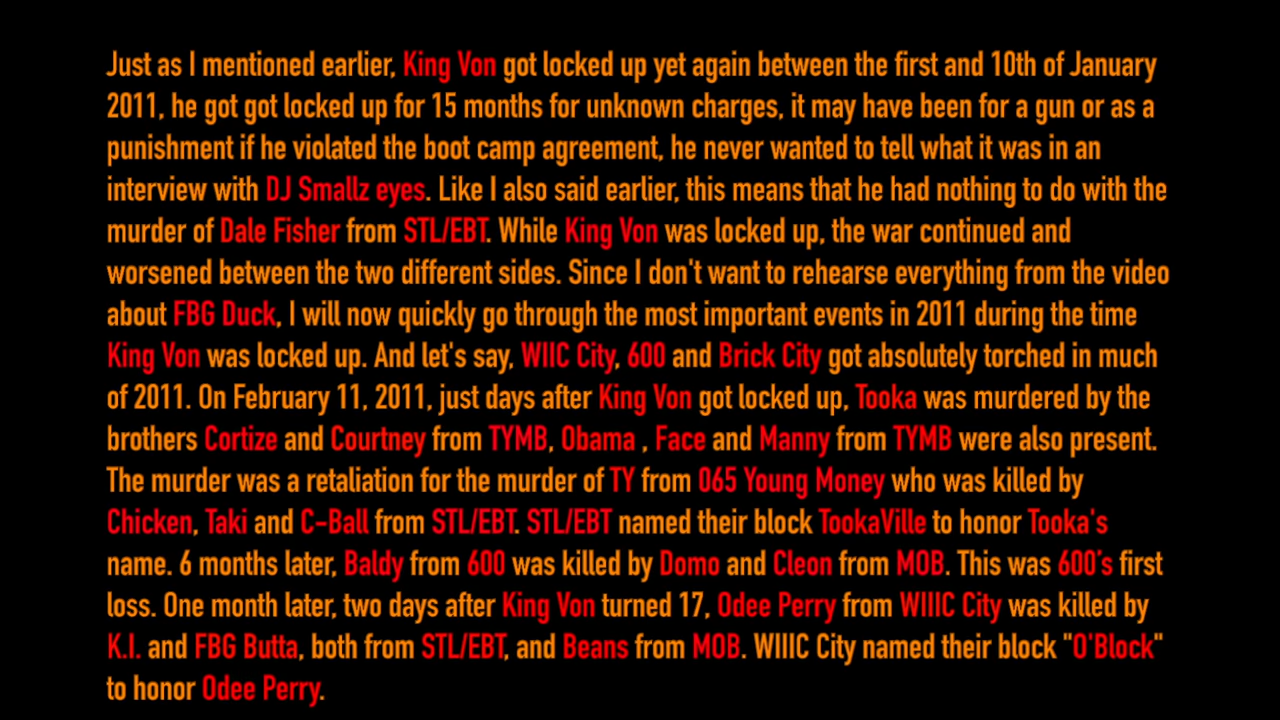 Just as I mentioned earlier, King Von got locked up yet again between the first and 10th of January
2011, he got got locked up for 15 months for unknown charges, it may have been for a gun or as a
punishment if he violated the boot camp agreement, he never wanted to tell what it was in an
interview with DJ Smallz eyes. Like I also said earlier, this means that he had nothing to do with the
murder of Dale Fisher from STL/EBT. While King Von was locked up, the war continued and
worsened between the two different sides. Since I don't want to rehearse everything from the video
about FBG Duck, I will now quickly go through the most important events in 2011 during the time
King Von was locked up. And let's say, WIIC City, 600 and Brick City got absolutely torched in much
of 2011. On February 11, 2011, just days after King Von got locked up, Tooka was murdered by the
brothers Cortize and Courtney from TYMB, Obama , Face and Manny from TYMB were also present.
The murder was a retaliation for the murder of TY from 065 Young Money who was killed by
Chicken, Taki and C-Ball from STL/EBT. STL/EBT named their block TookaVille to honor Tooka's
name. 6 months later, Baldy from 600 was killed by Domo and Cleon from MOB. This was 600's first
loss. One month later, two days after King Von turned 17, Odee Perry from WIIIC City was killed by
K.I. and FBG Butta, both from STL/EBT, and Beans from MOB. WIIIC City named their block "O'Block"
to honor Odee Perry.